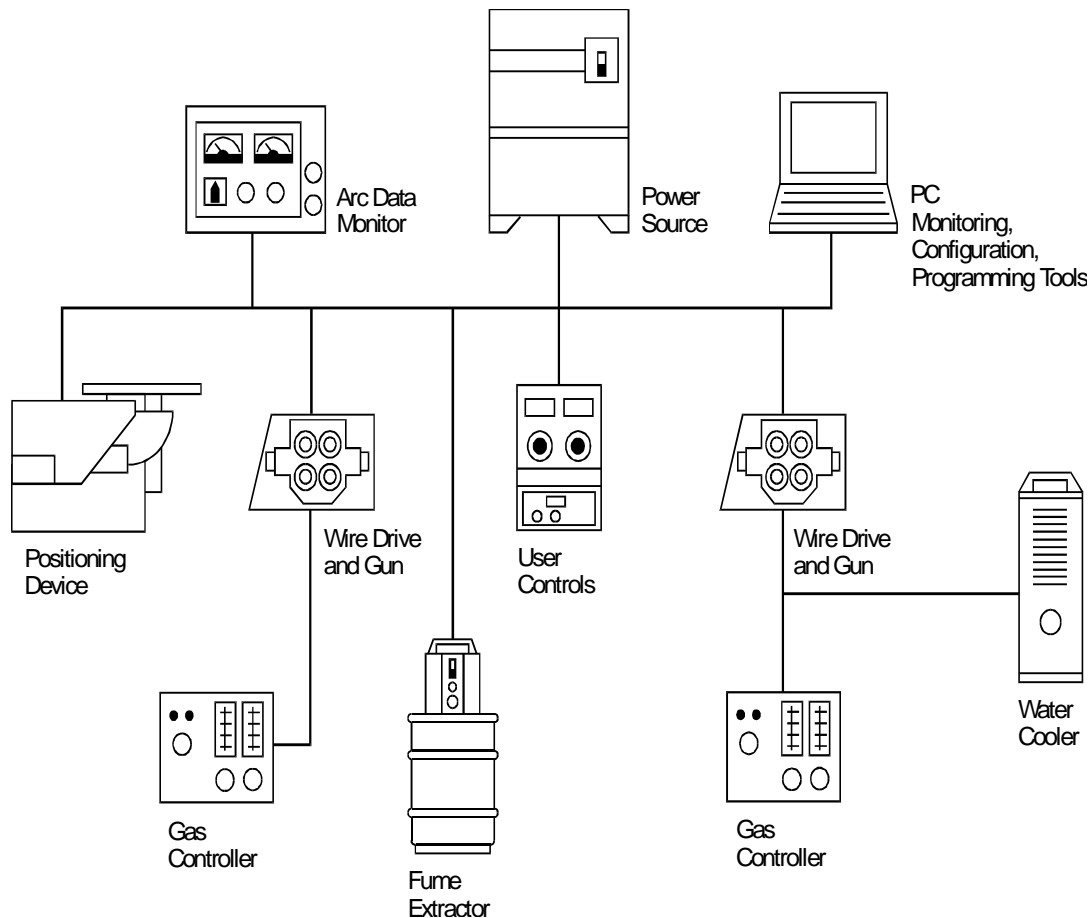 Arc Data
Monitor
Power
Source
PC
Monitoring,
Configuration,
Programming Tools
Positioning
Device
Wire Drive
and Gun
User
Controls
Wire Drive
and Gun
Water
Cooler
Gas
Controller
Fume
Extractor
Gas
Controller